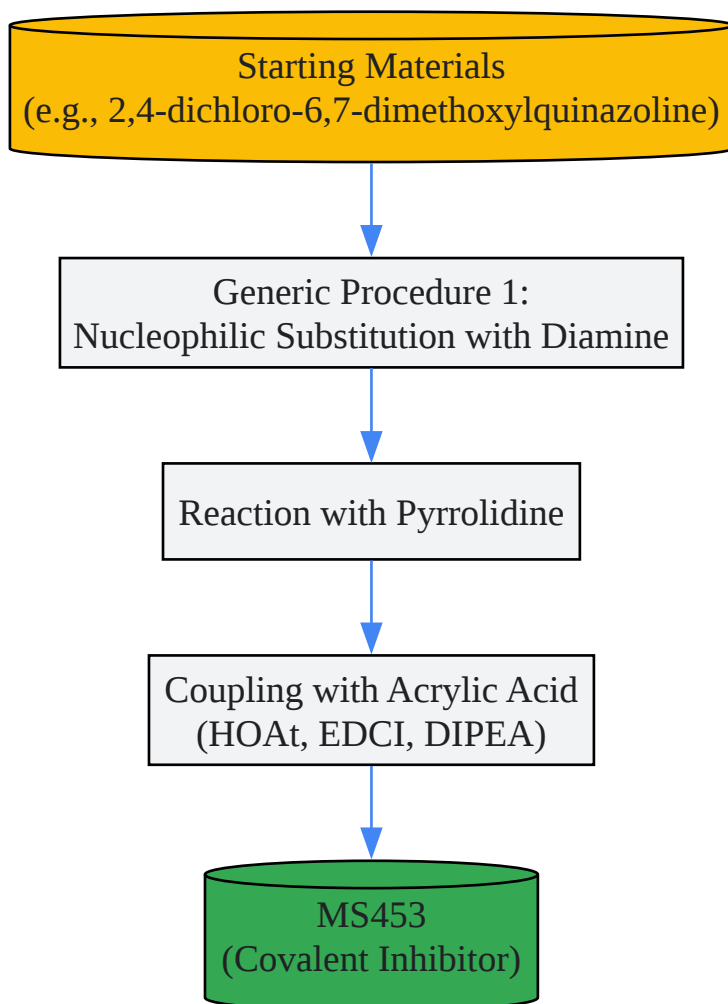 Starting Materials
(e.g., 2,4-dichloro-6,7-dimethoxylquinazoline)
Generic Procedure 1:
Nucleophilic Substitution with Diamine
Reaction with Pyrrolidine
Coupling with Acrylic Acid
(HOAt, EDCI, DIPEA)
MS453
(Covalent Inhibitor)